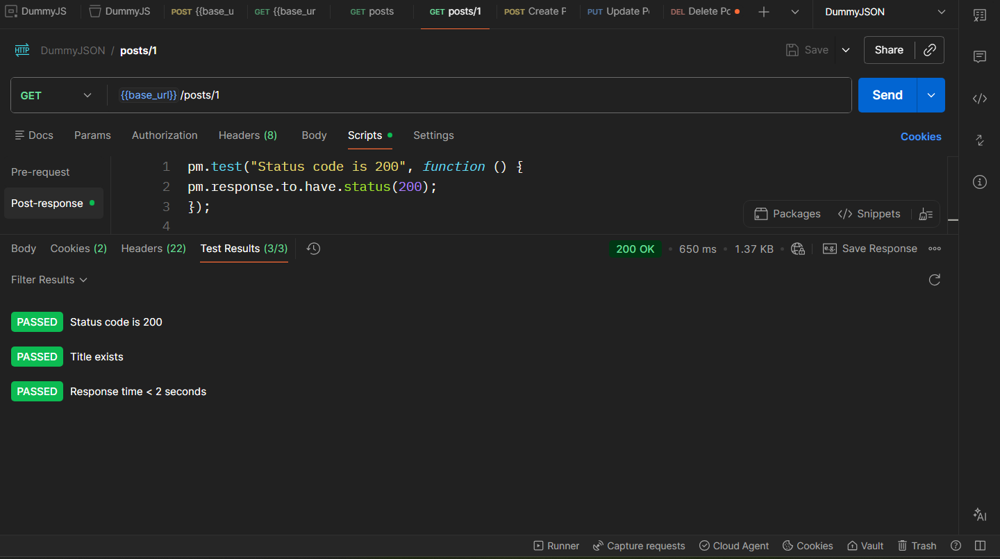 DummyJS DummyJS POST {{base_u GET {{base_ur GET posts GET posts/1 POST Create P PUT Update Po DEL Delete Pc DummyJSON
HTTP DummyJSON / posts/1 Save Share
GET {{base_url}} /posts/1 Send
Docs Params Authorization Headers (8) Body Scripts Settings Cookies
Pre-request
Post-response
1 pm.test("Status code is 200", function () {
2 pm.response.to.have.status(200);
3 });
4
Packages </> Snippets
Body Cookies (2) Headers (22) Test Results (3/3) 200 OK 650 ms 1.37 KB e.g. Save Response
Filter Results
PASSED Status code is 200
PASSED Title exists
PASSED Response time < 2 seconds
AI
Runner Capture requests Cloud Agent Cookies Vault Trash